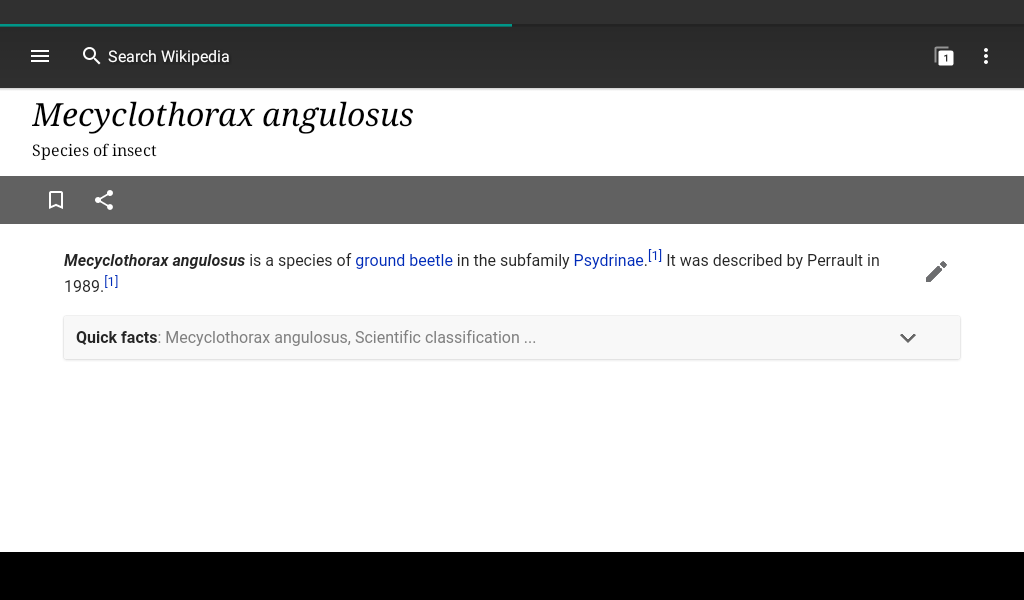 Search Wikipedia
1
Mecyclothorax angulosus
Species of insect
Mecyclothorax angulosus is a species of ground beetle in the subfamily Psydrinae.[1] It was described by Perrault in
1989.[1]
Quick facts: Mecyclothorax angulosus, Scientific classification ...